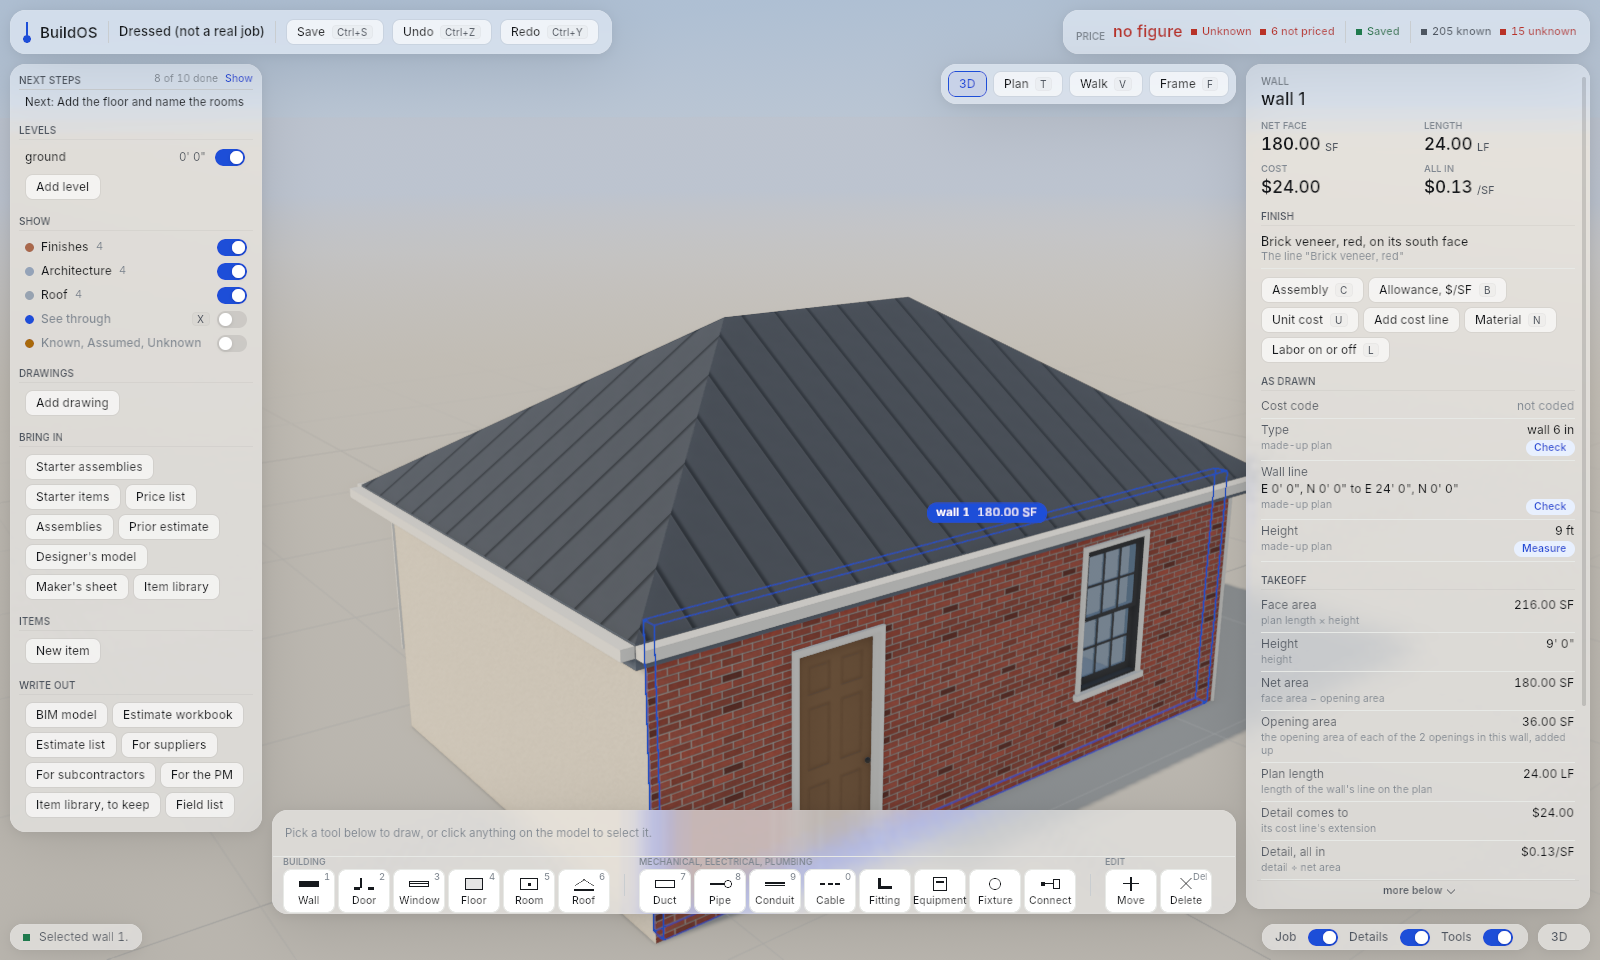 BuildOS
Dressed (not a real job)
Save Ctrl+S
Undo Ctrl+Z
Redo Ctrl+Y
PRICE no figure Unknown 6 not priced Saved 205 known 15 unknown
NEXT STEPS 8 of 10 done Show
Next: Add the floor and name the rooms
LEVELS
ground 0' 0"
Add level
SHOW
Finishes 4
Architecture 4
Roof 4
See through X
Known, Assumed, Unknown
DRAWINGS
Add drawing
BRING IN
Starter assemblies
Starter items Price list
Assemblies Prior estimate
Designer's model
Maker's sheet Item library
ITEMS
New item
WRITE OUT
BIM model Estimate workbook
Estimate list For suppliers
For subcontractors For the PM
Item library, to keep Field list
Selected wall 1.
3D Plan T Walk V Frame F
wall 1 180.00 SF
Pick a tool below to draw, or click anything on the model to select it.
BUILDING MECHANICAL, ELECTRICAL, PLUMBING EDIT
1 2 3 4 5 6 7 8 9 0 Del
Wall Door Window Floor Room Roof Duct Pipe Conduit Cable Fitting Equipment Fixture Connect Move Delete
WALL
wall 1
NET FACE LENGTH
180.00 SF 24.00 LF
COST ALL IN
$24.00 $0.13 /SF
FINISH
Brick veneer, red, on its south face
The line "Brick veneer, red"
Assembly C Allowance, $/SF B
Unit cost U Add cost line Material N
Labor on or off L
AS DRAWN
Cost code not coded
Type wall 6 in
made-up plan Check
Wall line
E 0' 0", N 0' 0" to E 24' 0", N 0' 0"
made-up plan Check
Height 9 ft
made-up plan Measure
TAKEOFF
Face area 216.00 SF
plan length × height
Height 9' 0"
height
Net area 180.00 SF
face area − opening area
Opening area 36.00 SF
the opening area of each of the 2 openings in this wall, added
up
Plan length 24.00 LF
length of the wall's line on the plan
Detail comes to $24.00
its cost line's extension
Detail, all in $0.13/SF
detail ÷ net area
more below
Job Details Tools 3D